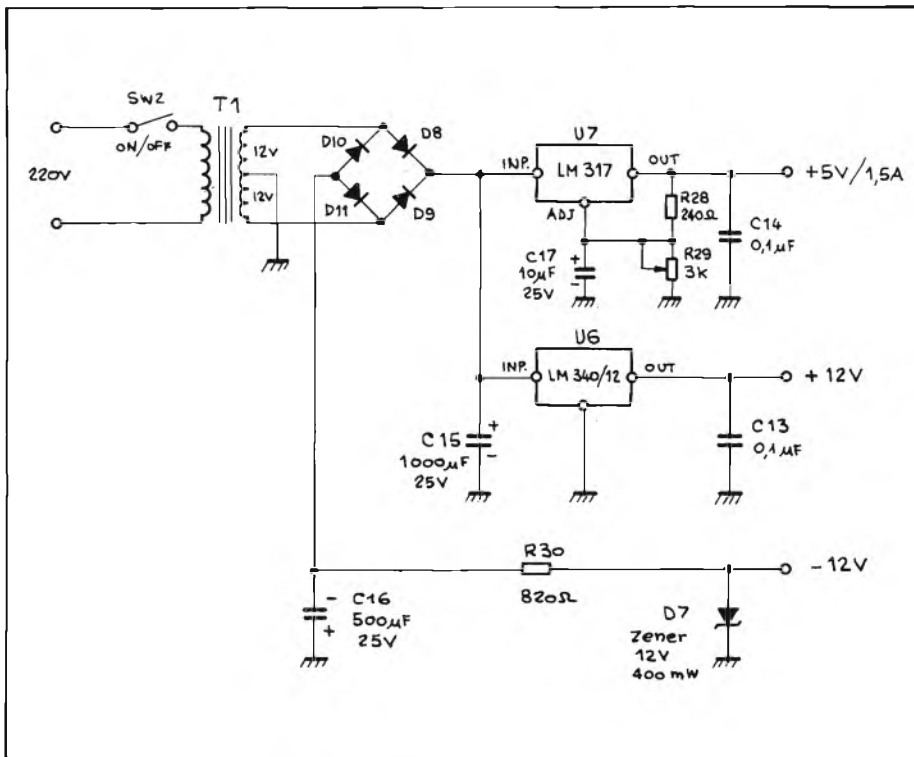 SW2
ON/OFF
T1
220V
12V
12V
D10
D8
D11
D9
U7
INP.
LM 317
OUT
ADJ
+5V/1,5A
R28
240Ω
C14
0,1µF
C17
10µF
25V
R29
3K
U6
INP.
LM 340/12
OUT
+12V
C15
1000µF
25V
C13
0,1µF
R30
820Ω
-12V
C16
500µF
25V
D7
Zener
12V
400mW
+
-
+
-
-
+